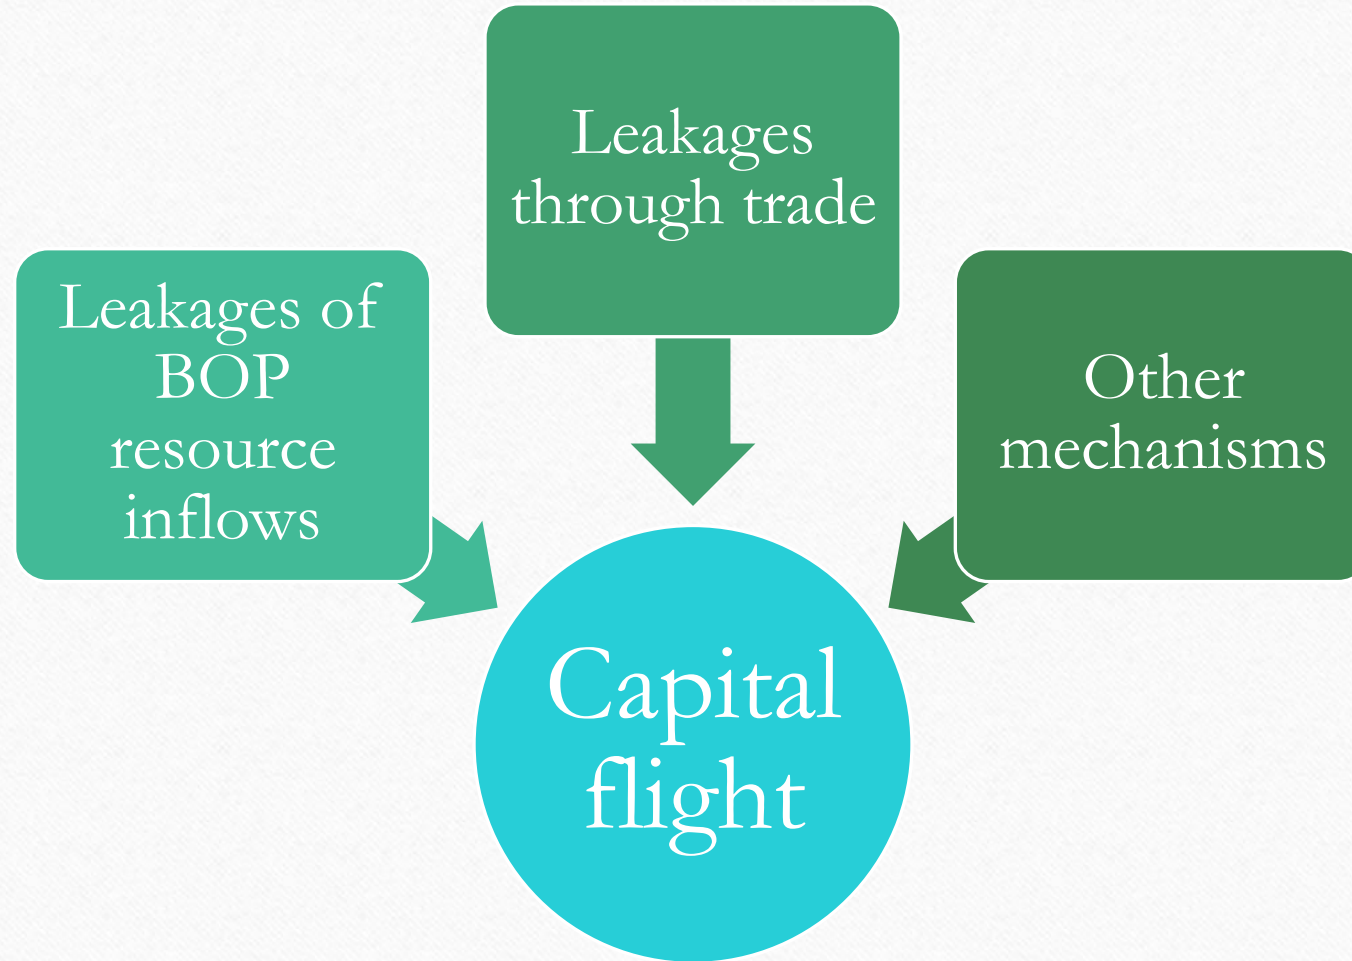 Leakages
through trade
Leakages of
BOP
resource
inflows
Other
mechanisms
Capital
flight